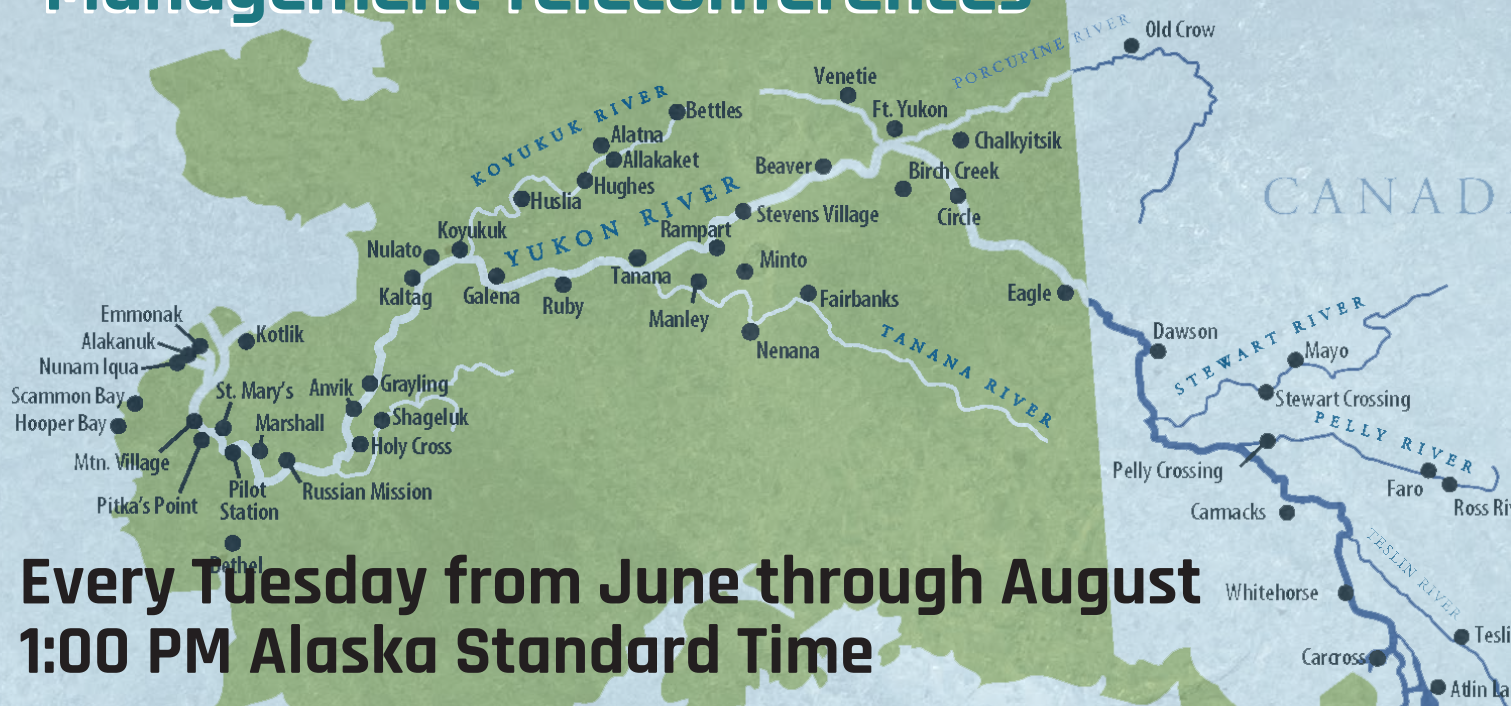 Management Teleconferences
Old Crow
PORCUPINE RIVER
Venetie
Ft. Yukon
Bettles
KOYUKUK RIVER
Alatna
Chalkyitsik
Allakaket
Beaver
Birch Creek
Hughes
CANAD
Huslia
YUKON RIVER
Stevens Village
Circle
Koyukuk
Rampart
Nulato
Minto
Tanana
Kaltag
Galena
Ruby
Eagle
Fairbanks
Manley
Emmonak
Kotlik
Alakanuk
Nunam Iqua
Nenana
TANANA RIVER
Dawson
STEWART RIVER
Mayo
Scammon Bay
St. Mary's
Anvik
Grayling
Stewart Crossing
Hooper Bay
Marshall
Shageluk
PELLY RIVER
Holy Cross
Mtn. Village
Pelly Crossing
Pitka's Point
Pilot
Station
Russian Mission
Faro
Ross Ri
Carmacks
Bethel
TESLIN RIVER
Every Tuesday from June through August
Whitehorse
1:00 PM Alaska Standard Time
Tesli
Carcross
Atlin La